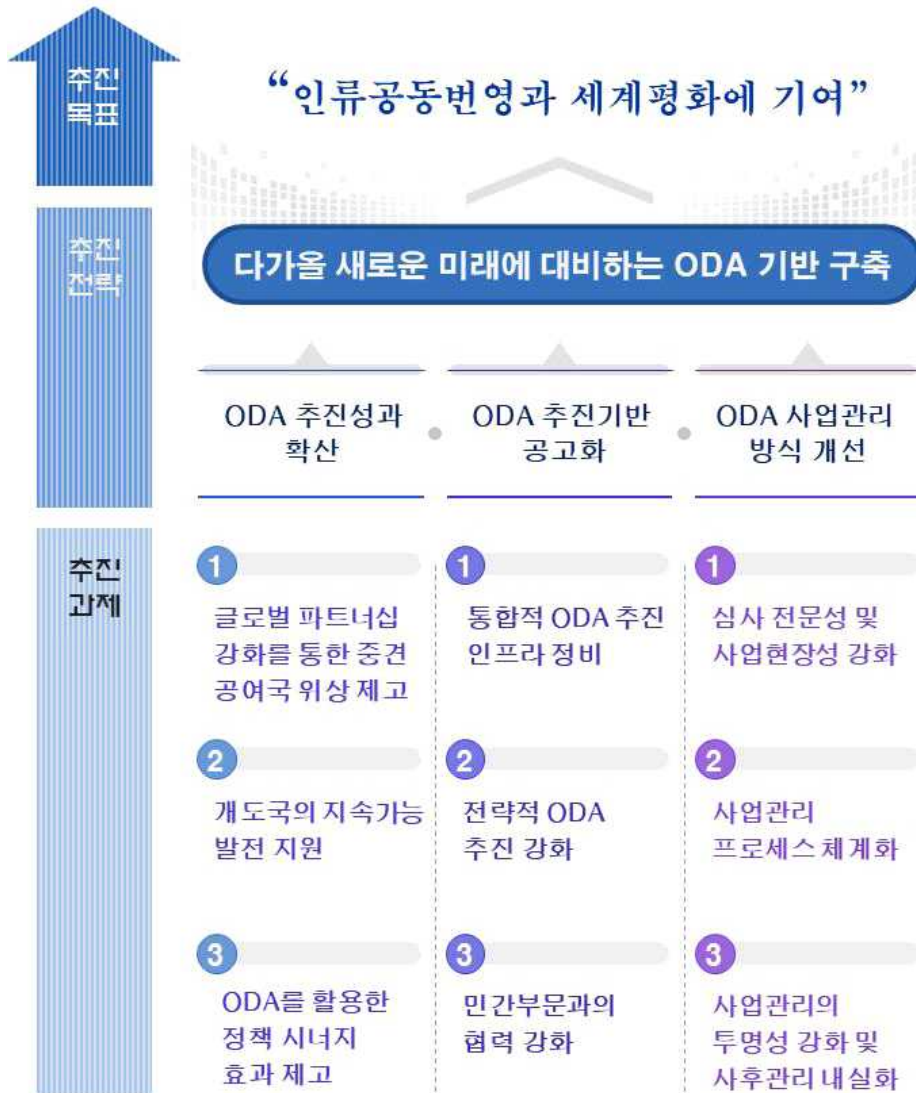 추진
목표
“인류공동번영과 세계평화에 기여”
추진
전략
다가올 새로운 미래에 대비하는 ODA 기반 구축
ODA 추진성과
확산
ODA 추진기반
공고화
ODA 사업관리
방식 개선
추진
과제
1
글로벌 파트너십
강화를 통한 중견
공여국 위상 제고
1
통합적 ODA 추진
인프라 정비
1
심사 전문성 및
사업현장성 강화
2
개도국의 지속가능
발전 지원
2
전략적 ODA
추진 강화
2
사업관리
프로세스 체계화
3
ODA를 활용한
정책 시너지
효과 제고
3
민간부문과의
협력 강화
3
사업관리의
투명성 강화 및
사후관리 내실화